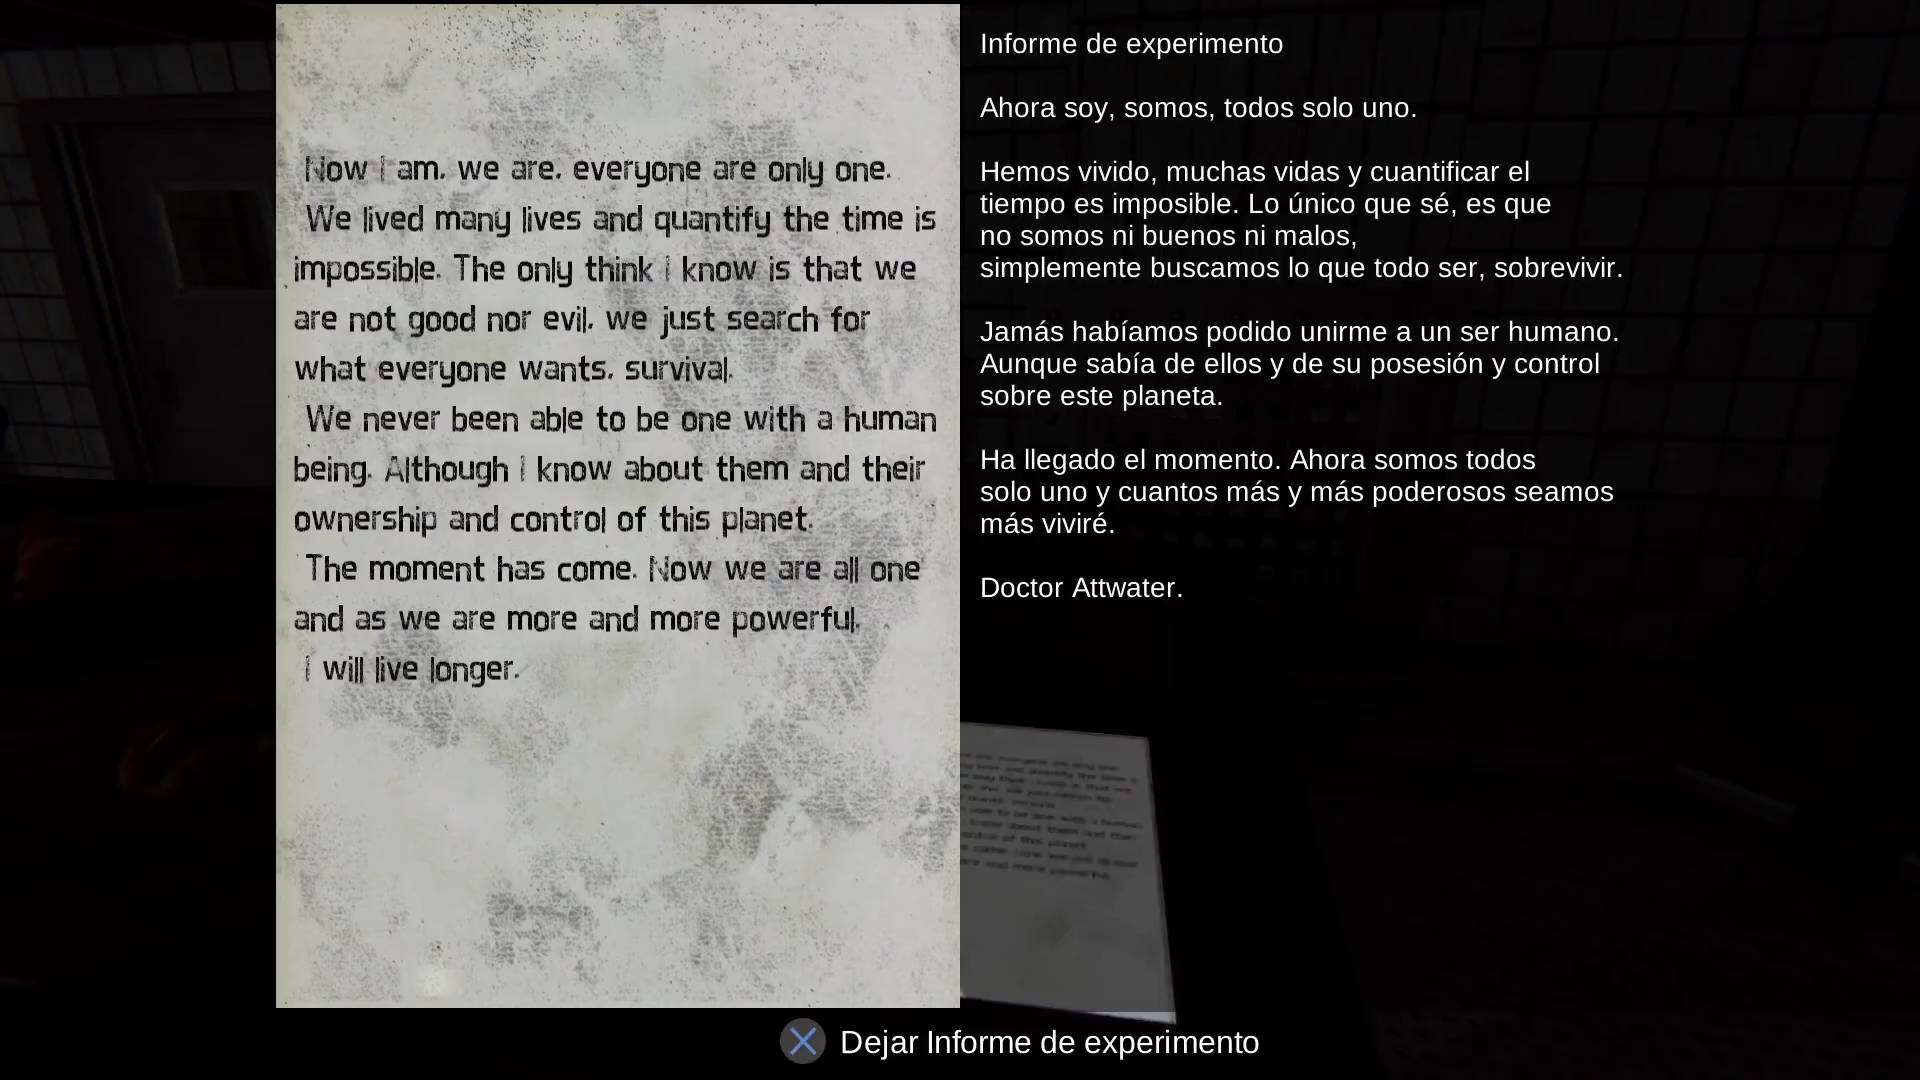 Now I am. we are. everyone are only one.
We lived many lives and quantify the time is
impossible. The only think i know is that we
are not good nor evil. we just search for
what everyone wants. survival.
We never been able to be one with a human
being. Although i know about them and their
ownership and control of this planet.
The moment has come. Now we are all one
and as we are more and more powerful.
i will live longer.
Informe de experimento
Ahora soy, somos, todos solo uno.
Hemos vivido, muchas vidas y cuantificar el
tiempo es imposible. Lo único que sé, es que
no somos ni buenos ni malos,
simplemente buscamos lo que todo ser, sobrevivir.
Jamás habíamos podido unirme a un ser humano.
Aunque sabía de ellos y de su posesión y control
sobre este planeta.
Ha llegado el momento. Ahora somos todos
solo uno y cuantos más y más poderosos seamos
más viviré.
Doctor Attwater.
Dejar Informe de experimento